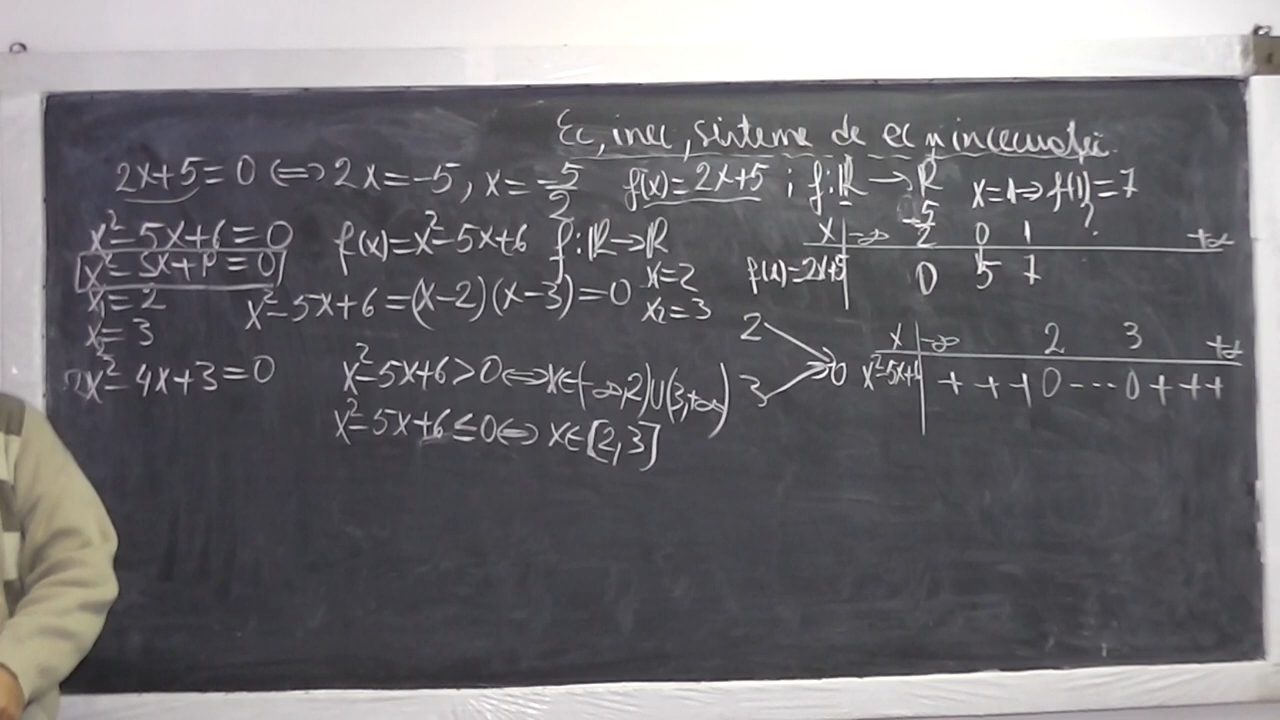 Ec, inec, sisteme de ec și inecuații
2x+5=0 ⟺ 2x=-5, x=-5/2 f(x)=2x+5 ; f:ℝ→ℝ x=1⇒f(1)=7
x²-5x+6=0 f(x)=x²-5x+6 f:ℝ→ℝ
x -∞ -5/2 0 1 ? +∞
f(x)=2x+5 0 5 7
x²-Sx+P=0
x₁=2 x²-5x+6=(x-2)(x-3)=0 x=2
x₂=3 x₂=3
2 3 → 0
x -∞ 2 3 +∞
x²-5x+6 + + + 0 - - - 0 + + +
x²-4x+3=0 x²-5x+6>0 ⟺ x∈(-∞,2)∪(3,+∞)
x²-5x+6≤0 ⟺ x∈[2,3]